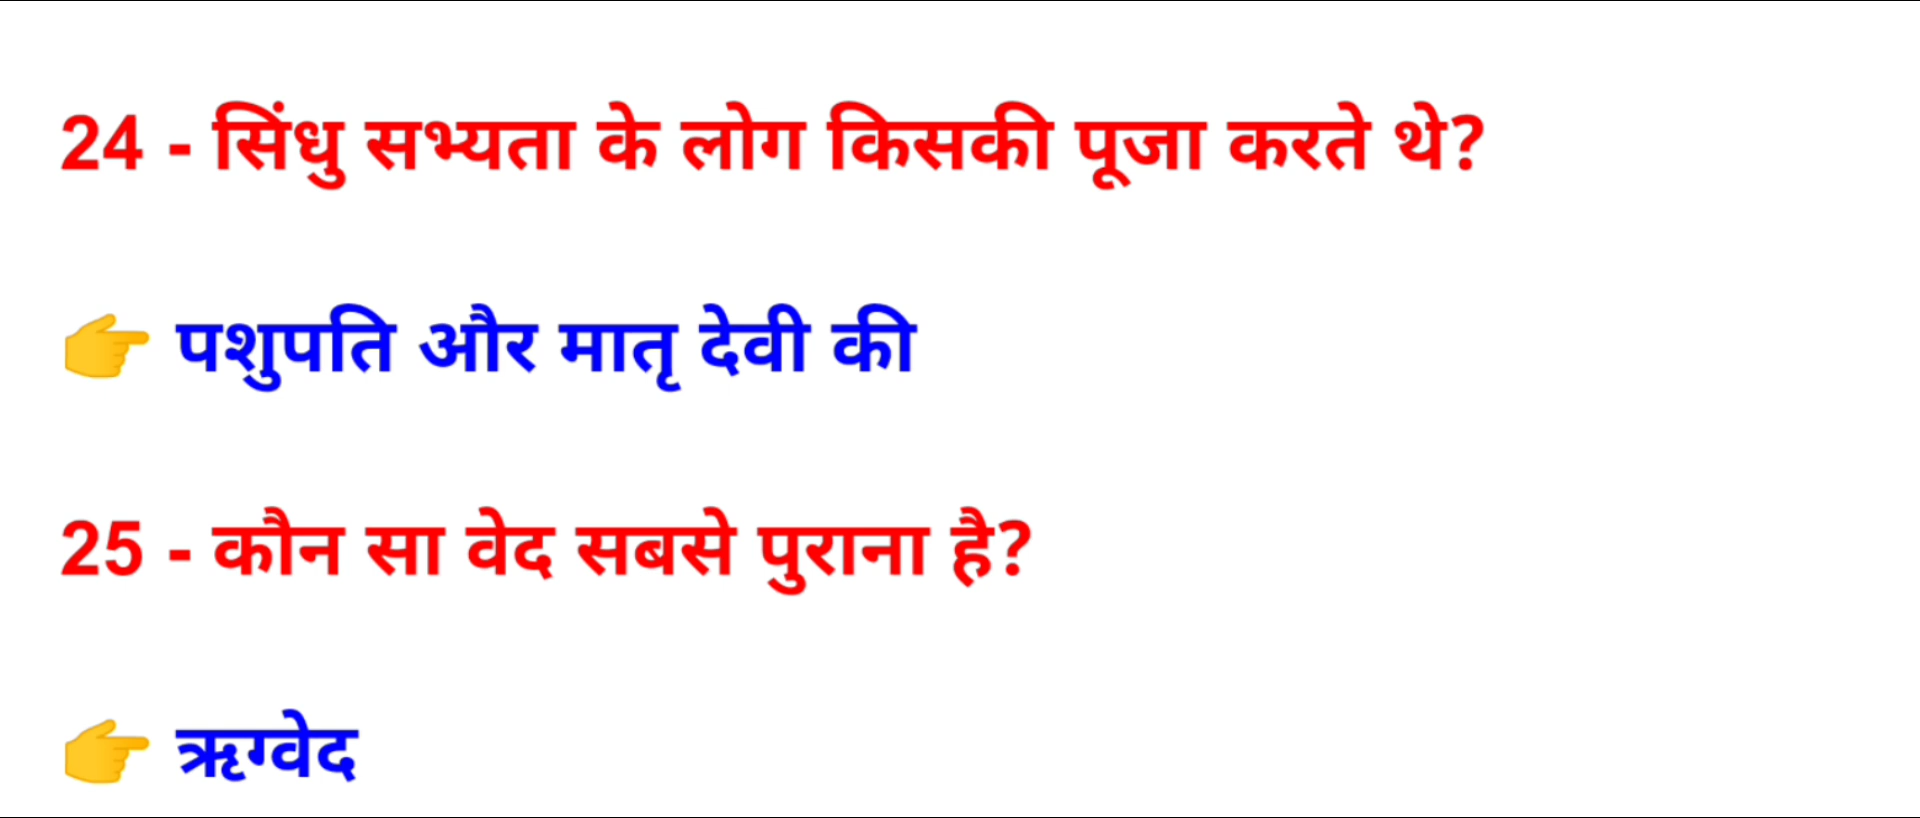 24 - सिंधु सभ्यता के लोग किसकी पूजा करते थे?
👉 पशुपति और मातृ देवी की
25 - कौन सा वेद सबसे पुराना है?
👉 ऋग्वेद